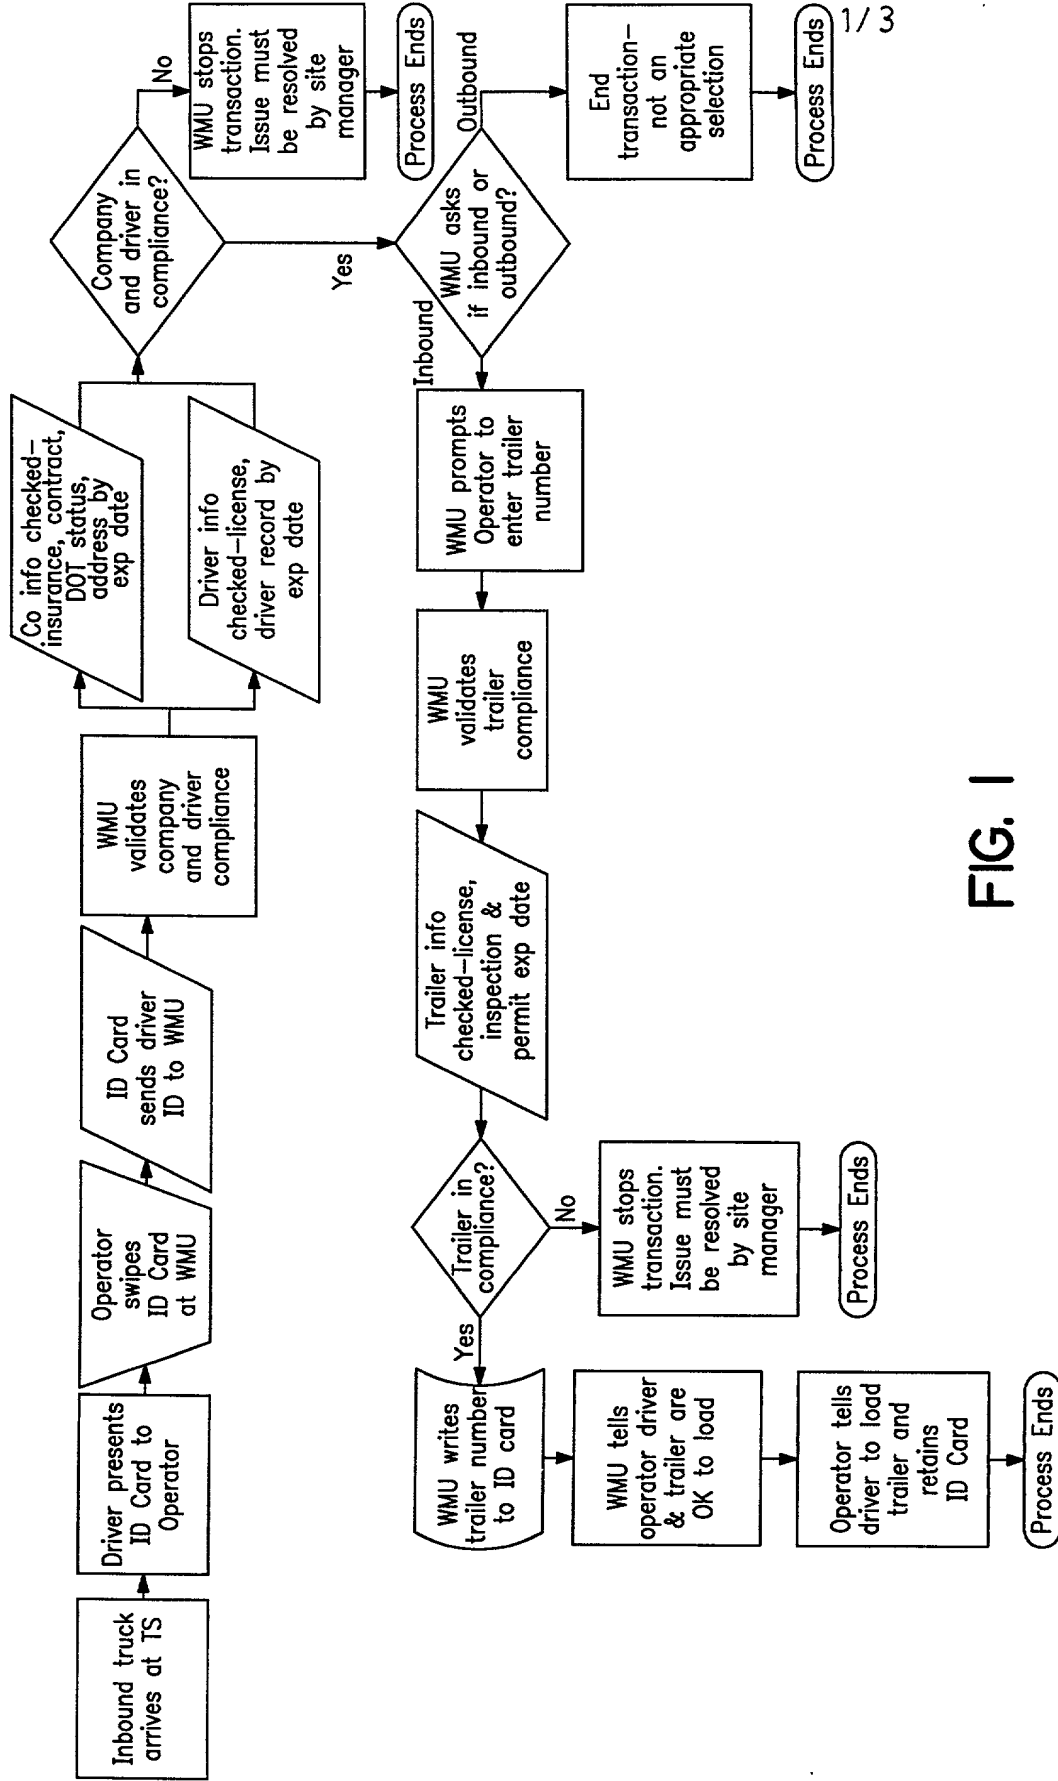 1/3
Inbound truck
arrives at TS
Driver presents
ID Card to
Operator
Operator
swipes
ID Card
at WMU
ID Card
sends driver
ID to WMU
WMU
validates
company
and driver
compliance
Co info checked–
insurance, contract,
DOT status,
address by
exp date
Driver info
checked–license,
driver record by
exp date
Company
and driver in
compliance?
No
WMU stops
transaction.
Issue must
be resolved
by site
manager
Process Ends
Yes
WMU asks
if inbound or
outbound?
Outbound
End
transaction–
not an
appropriate
selection
Process Ends
Inbound
WMU prompts
Operator to
enter trailer
number
WMU
validates
trailer
compliance
Trailer info
checked–license,
inspection &
permit exp date
Trailer in
compliance?
No
WMU stops
transaction.
Issue must
be resolved
by site
manager
Process Ends
Yes
WMU writes
trailer number
to ID card
WMU tells
operator driver
& trailer are
OK to load
Operator tells
driver to load
trailer and
retains
ID Card
Process Ends
FIG. 1